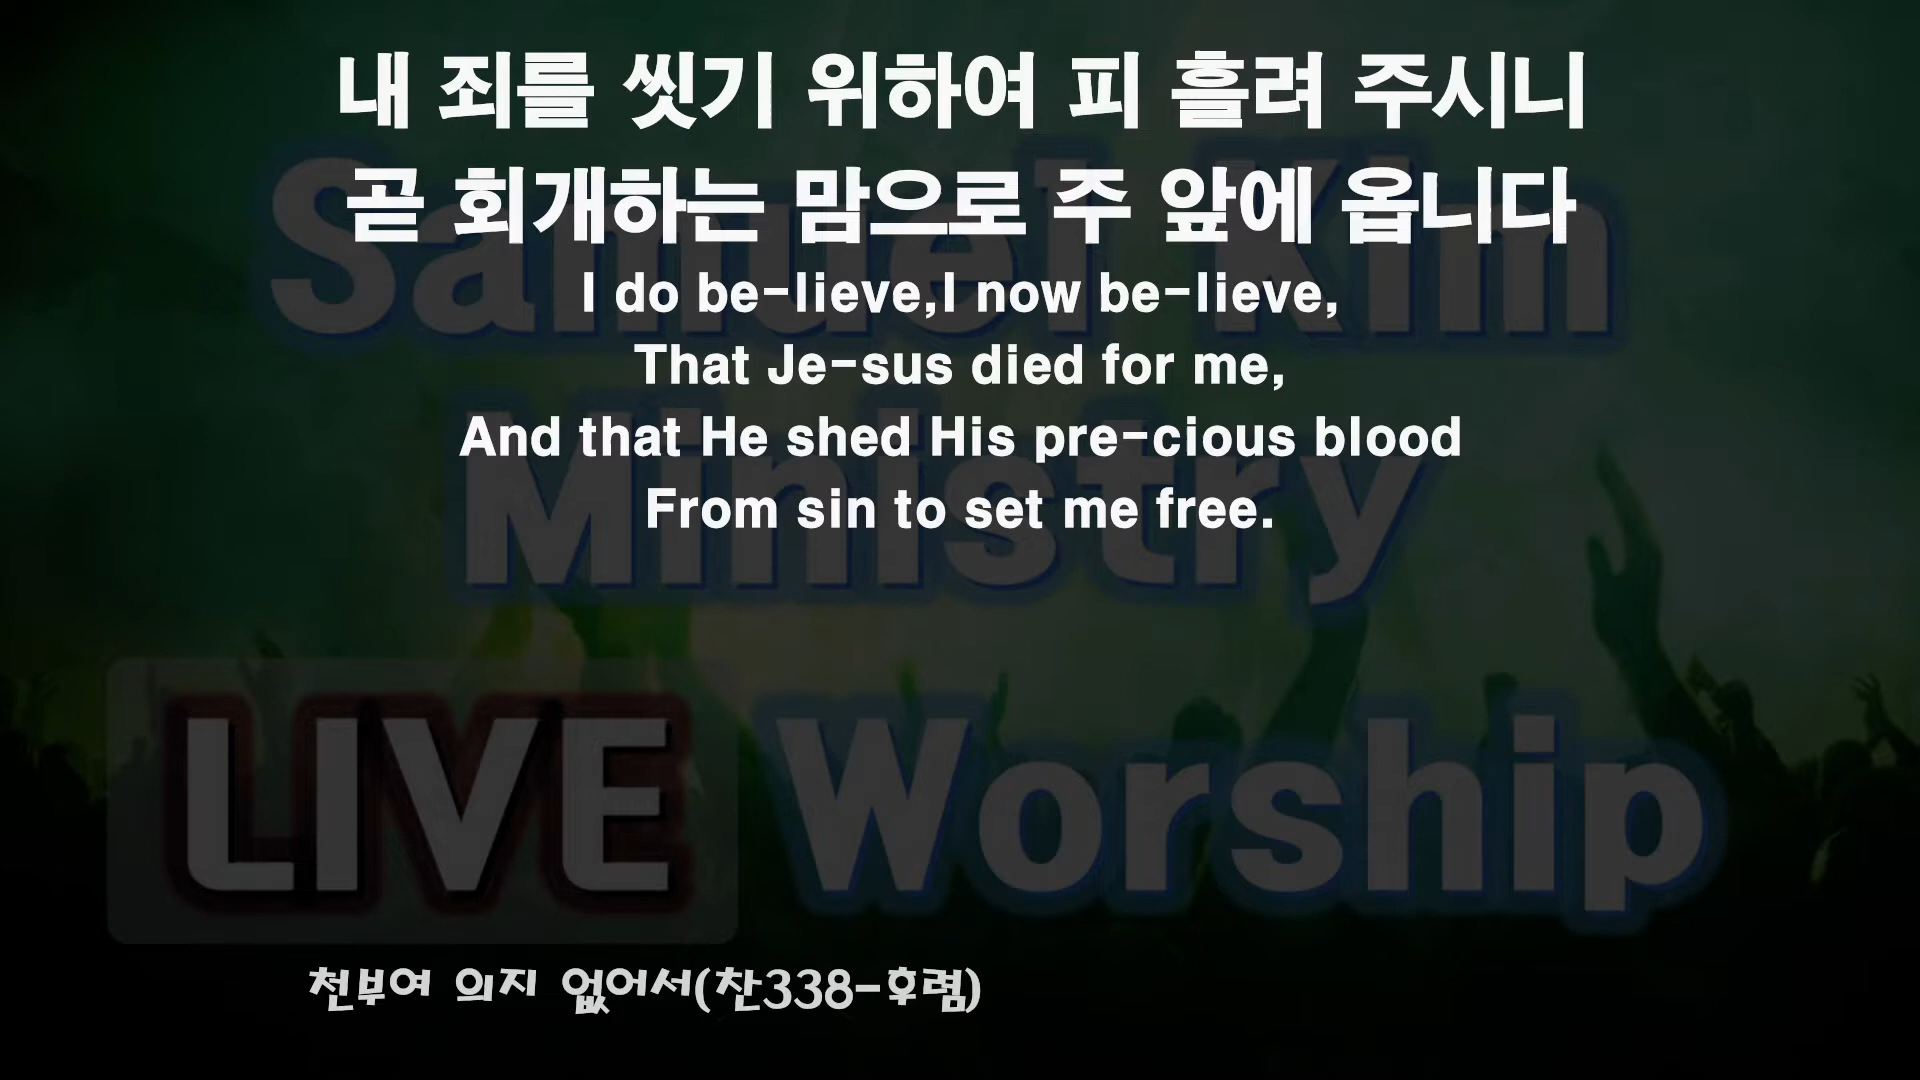 내 죄를 씻기 위하여 피 흘려 주시니
곧 회개하는 맘으로 주 앞에 옵니다
I do be-lieve,I now be-lieve,
That Je-sus died for me,
And that He shed His pre-cious blood
From sin to set me free.
Samuel Kim
Ministry
LIVE Worship
천부여 의지 없어서(찬338-후렴)